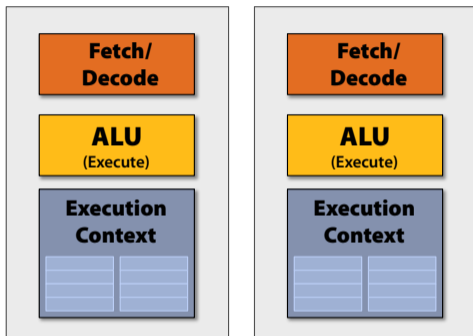 Fetch/
Decode
ALU
(Execute)
Execution
Context
Fetch/
Decode
ALU
(Execute)
Execution
Context